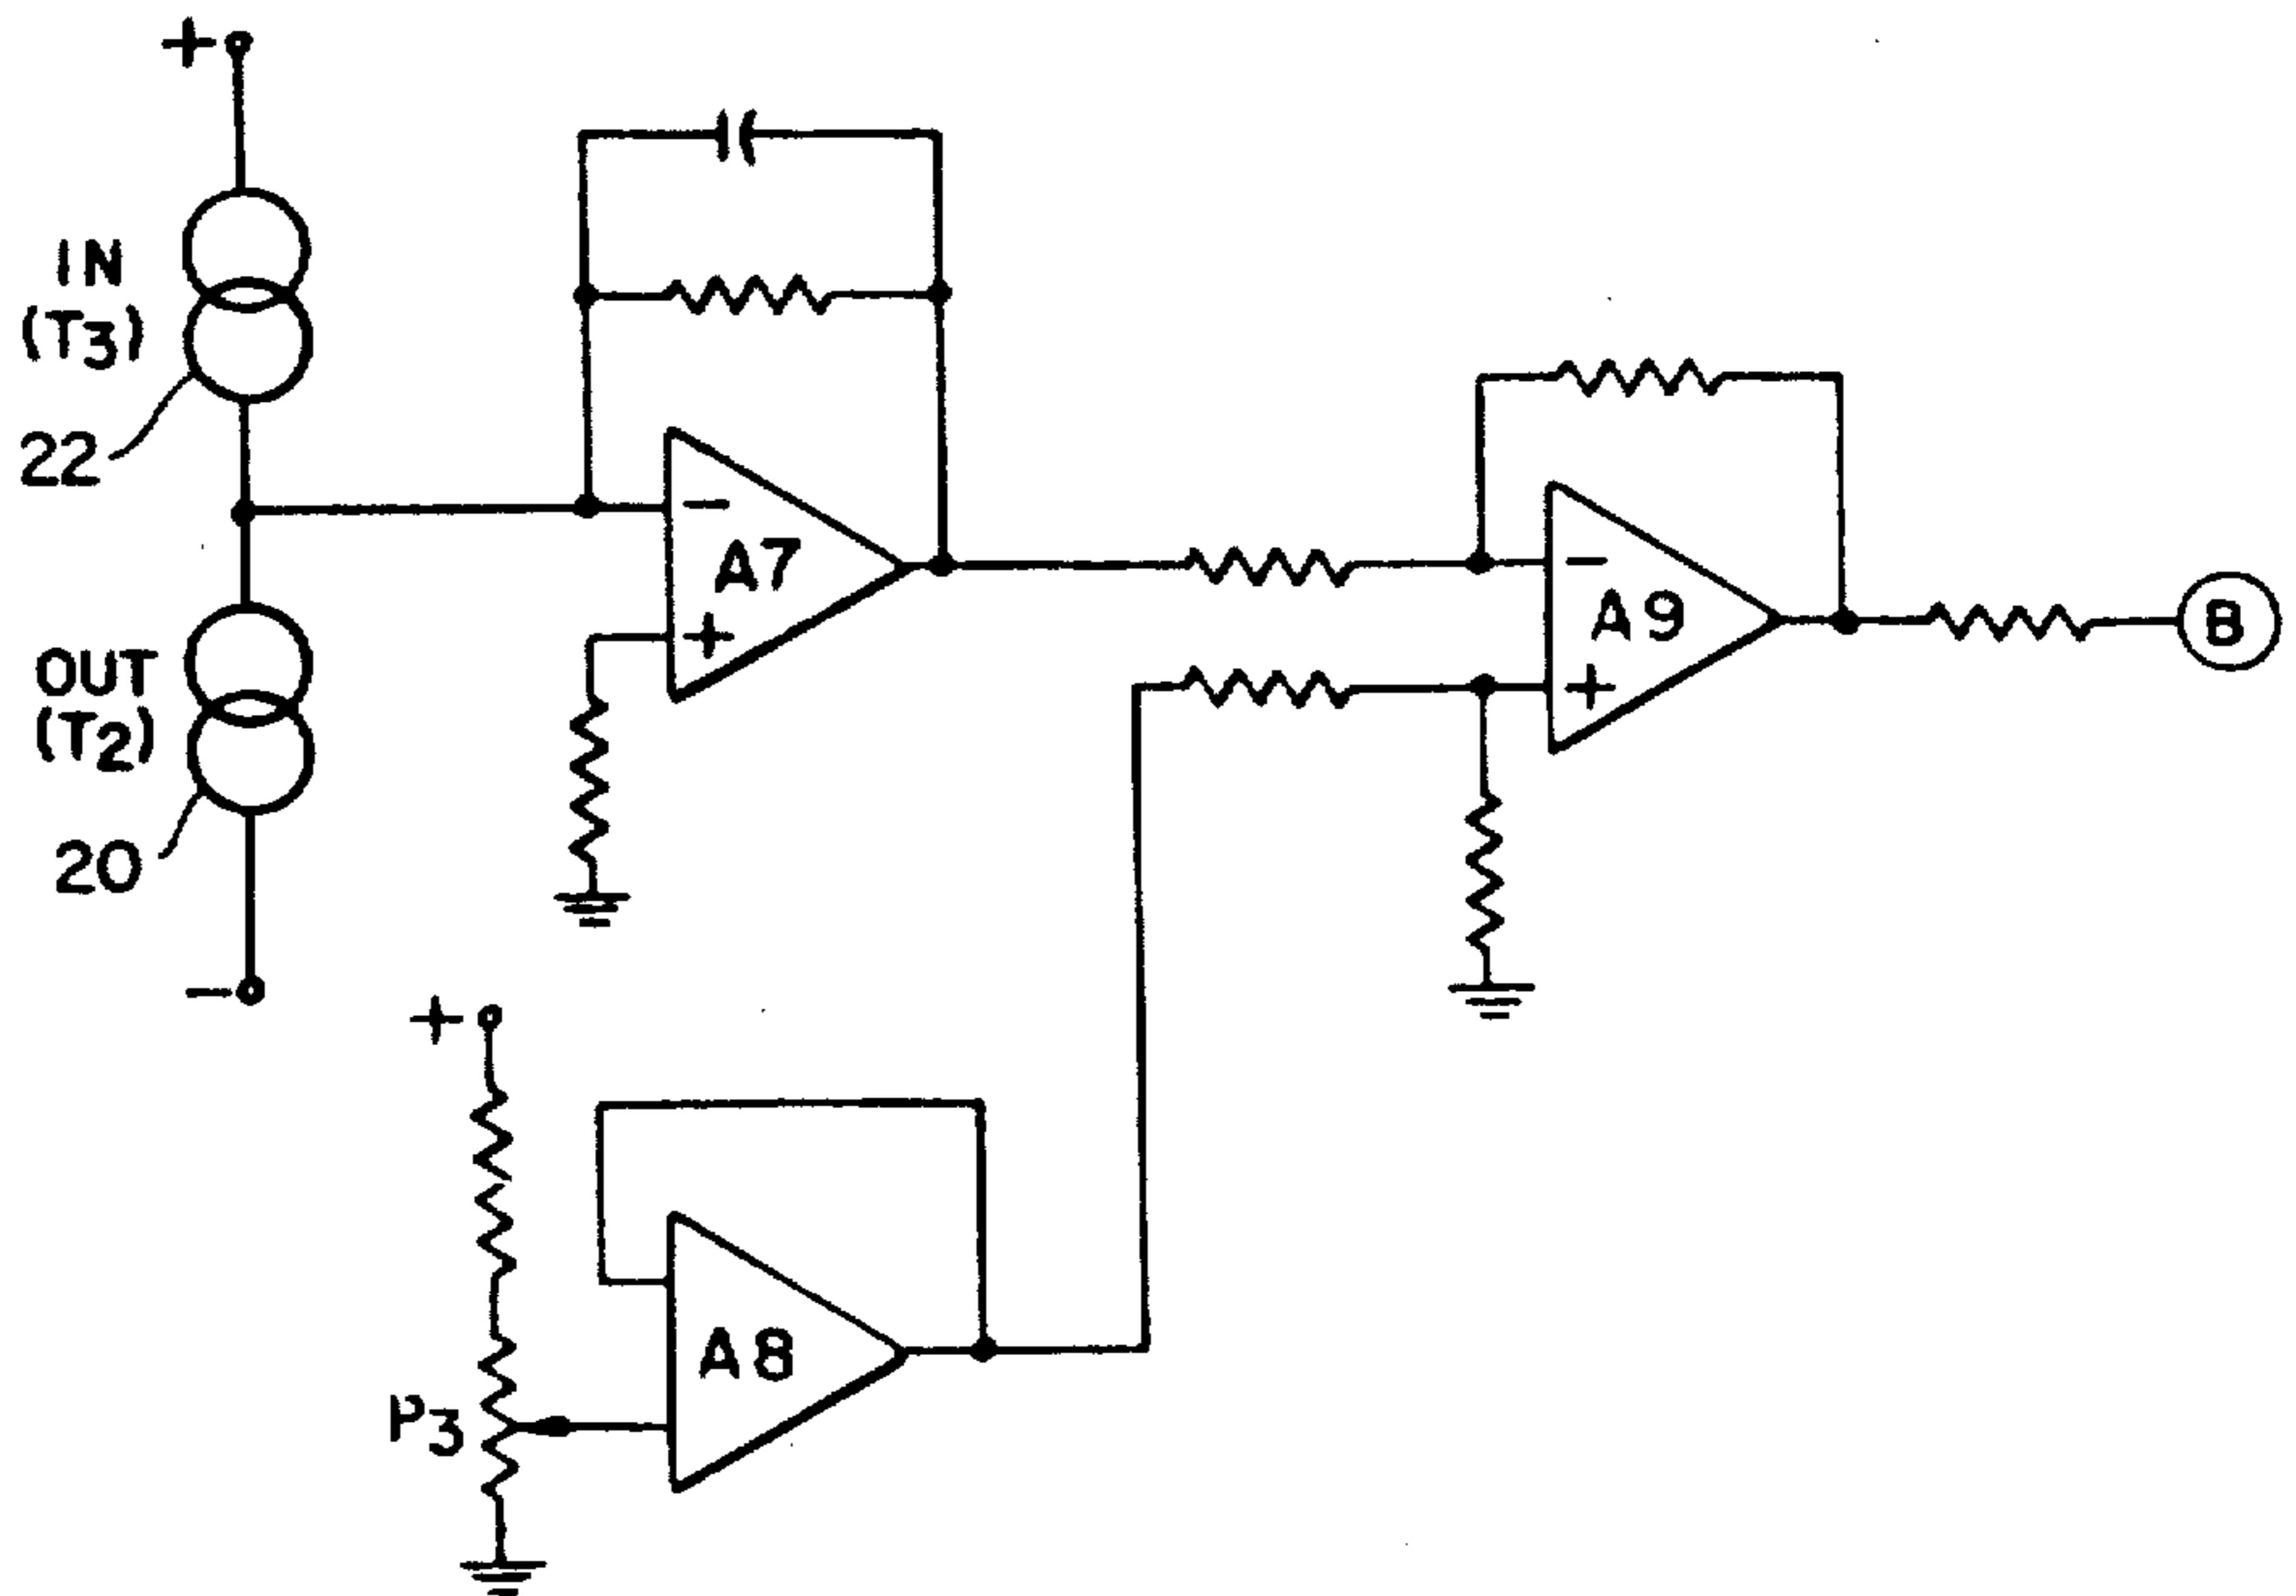 +
IN
(T3)
22
-
A7
+
OUT
(T2)
20
-
-
A9
+
B
+
A8
P3